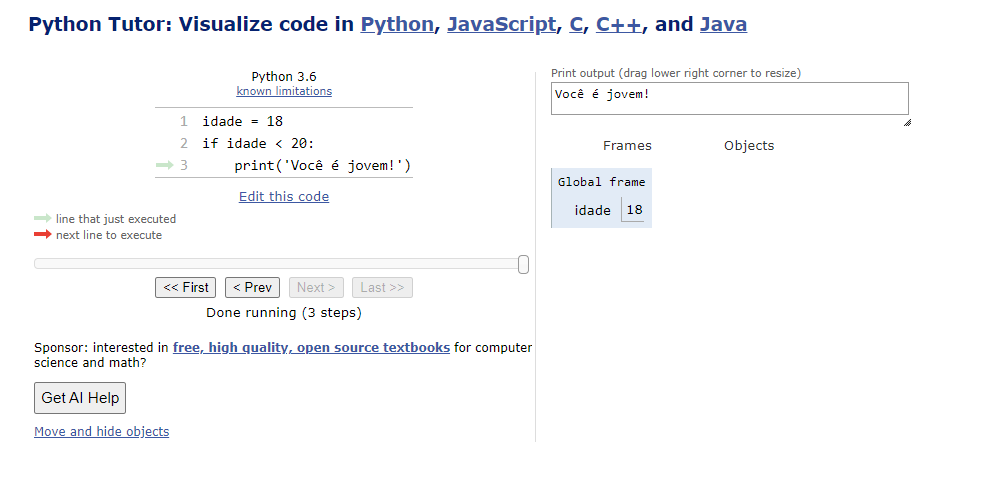 Python Tutor: Visualize code in Python, JavaScript, C, C++, and Java
Python 3.6
known limitations
1 idade = 18
2 if idade < 20:
3 print('Você é jovem!')
Edit this code
line that just executed
next line to execute
<< First < Prev Next > Last >>
Done running (3 steps)
Sponsor: interested in free, high quality, open source textbooks for computer
science and math?
Get AI Help
Move and hide objects
Print output (drag lower right corner to resize)
Você é jovem!
Frames Objects
Global frame
idade 18